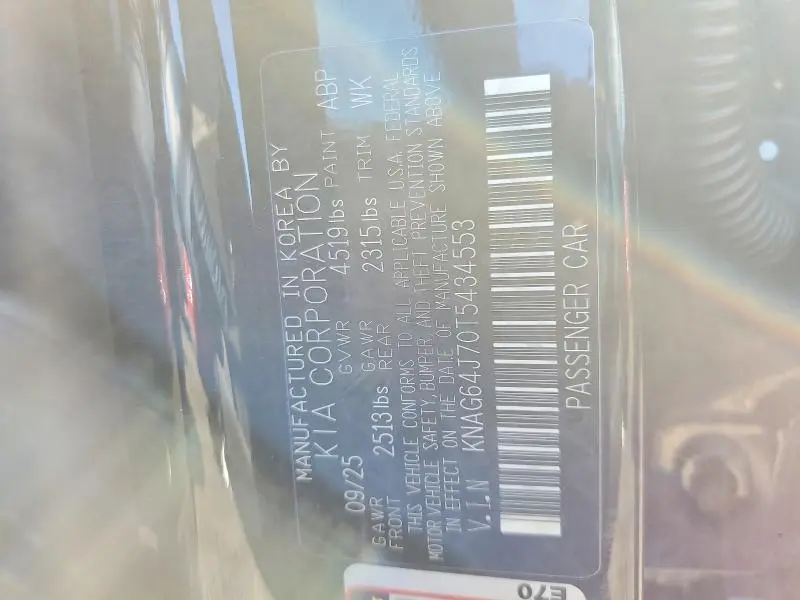 MANUFACTURED IN KOREA BY
KIA CORPORATION
09/25 GVWR 4519lbs PAINT ABP
GAWR FRONT 2513lbs GAWR REAR 2315lbs TRIM WK
THIS VEHICLE CONFORMS TO ALL APPLICABLE U.S.A. FEDERAL
MOTOR VEHICLE SAFETY, BUMPER, AND THEFT PREVENTION STANDARDS
IN EFFECT ON THE DATE OF MANUFACTURE SHOWN ABOVE
V.I.N KNAG64J70T5434553
PASSENGER CAR
E70